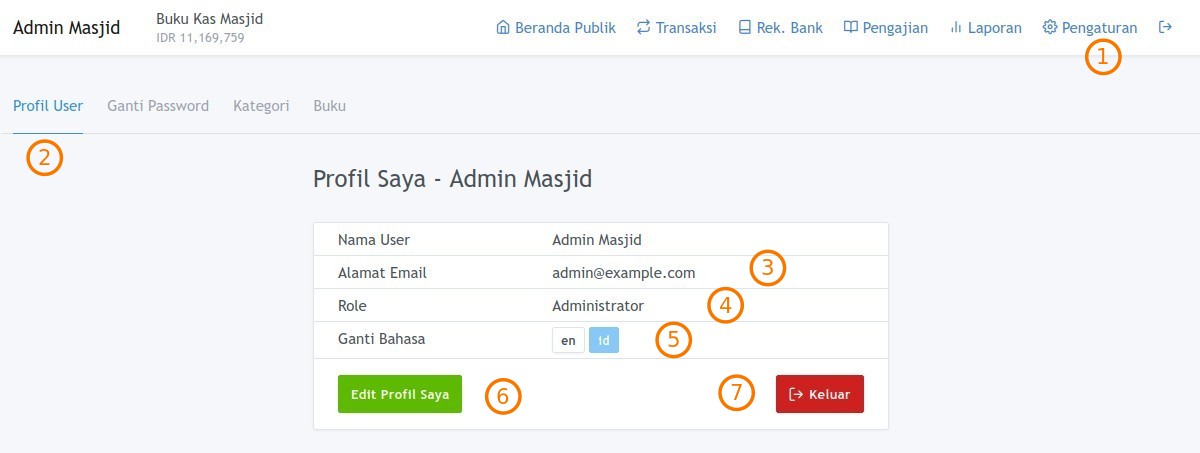 Admin Masjid
Buku Kas Masjid
IDR 11,169,759
Beranda Publik Transaksi Rek. Bank Pengajian Laporan Pengaturan
1
Profil User Ganti Password Kategori Buku
2
Profil Saya - Admin Masjid
Nama User Admin Masjid
Alamat Email admin@example.com 3
Role Administrator 4
Ganti Bahasa en id 5
Edit Profil Saya 6 7 Keluar